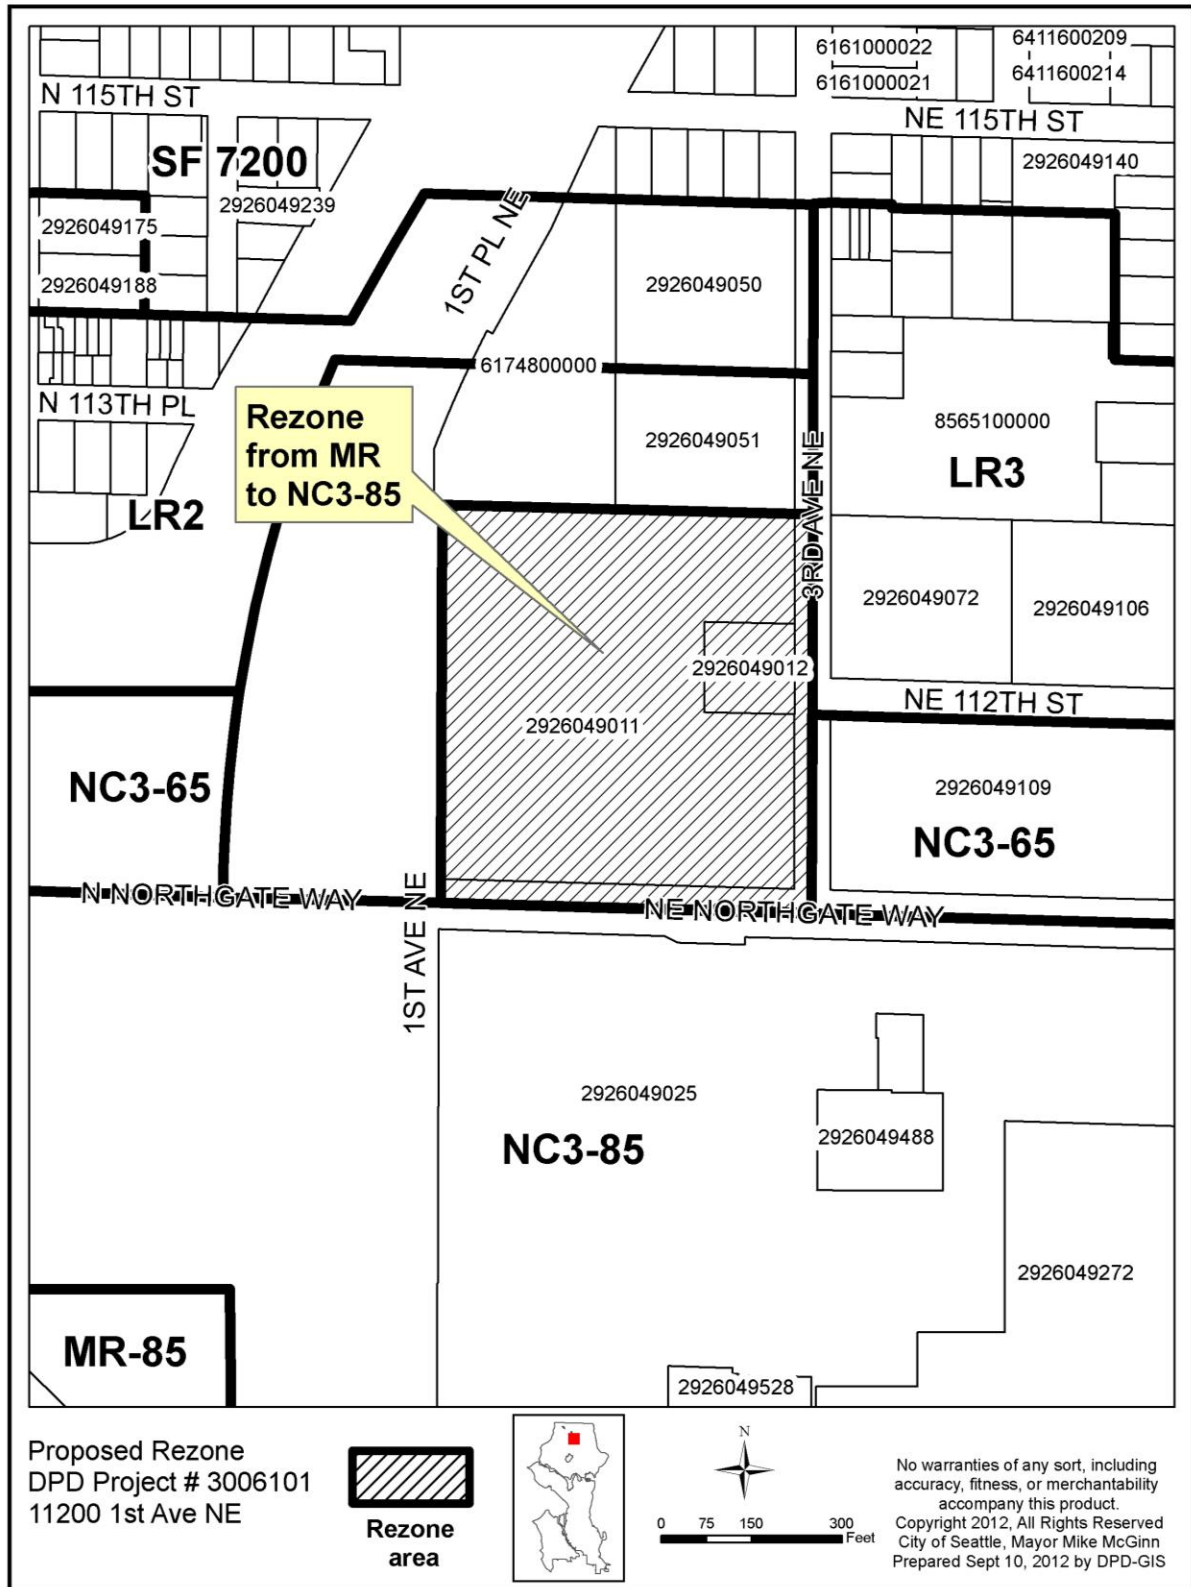 6161000022
6411600209
6161000021
6411600214
N 115TH ST
NE 115TH ST
SF 7200
2926049140
2926049239
2926049175
1ST PL NE
2926049188
2926049050
6174800000
N 113TH PL
Rezone
from MR
to NC3-85
2926049051
8565100000
LR3
LR2
3RD AVE NE
2926049072
2926049106
2926049012
NE 112TH ST
2926049011
NC3-65
2926049109
NC3-65
N NORTHGATE WAY
1ST AVE NE
NE NORTHGATE WAY
2926049025
NC3-85
2926049488
2926049272
MR-85
2926049528
Proposed Rezone
DPD Project # 3006101
11200 1st Ave NE
Rezone
area
N
0 75 150 300
Feet
No warranties of any sort, including
accuracy, fitness, or merchantability
accompany this product.
Copyright 2012, All Rights Reserved
City of Seattle, Mayor Mike McGinn
Prepared Sept 10, 2012 by DPD-GIS